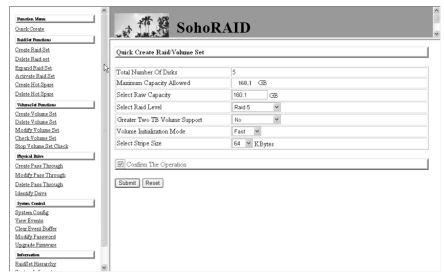 Function Menu
Quick Create
RaidSet Functions
Create Raid Set
Delete Raid set
Expand Raid Set
Activate Raid Set
Create Hot Spare
Delete Hot Spare
VolumeSet Functions
Create Volume Set
Delete Volume Set
Modify Volume Set
Check Volume Set
Stop Volume Set Check
Physical Drive
Create Pass Through
Modify Pass Through
Delete Pass Through
Identify Drive
System Control
System Config
View Events
Clear Event Buffer
Modify Password
Upgrade Firmware
Information
RaidSet Hierarchy
SohoRAID
Quick Create Raid/Volume Set
Total Number Of Disks 5
Maximum Capacity Allowed 160.1 GB
Select Raw Capacity 160.1 GB
Select Raid Level Raid 5
Greater Two TB Volume Support No
Volume Initialization Mode Fast
Select Stripe Size 64 KBytes
Confirm The Operation
Submit Reset